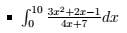 ▪ ∫₀¹⁰ (3x²+2x−1)/(4x+7) dx